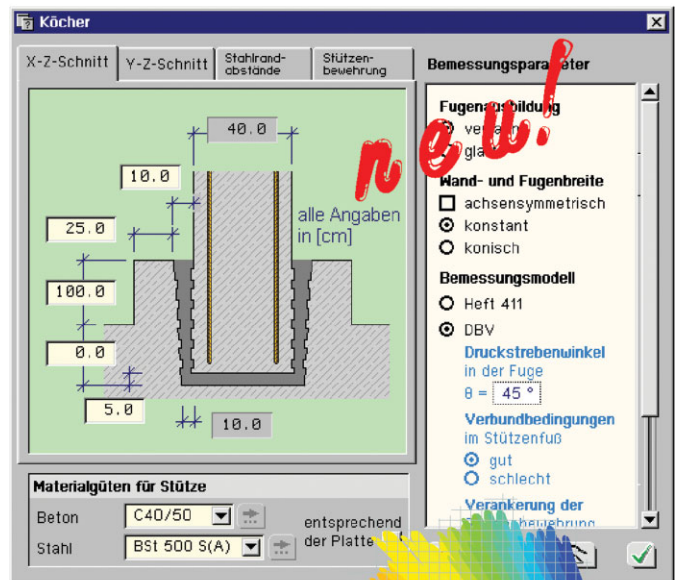 Köcher
X-Z-Schnitt
Y-Z-Schnitt
Stahlrand-
abstände
Stützen-
bewehrung
40.0
10.0
25.0
alle Angaben
in [cm]
100.0
0.0
5.0
10.0
Materialgüten für Stütze
Beton
C40/50
Stahl
BSt 500 S(A)
entsprechend
der Platte
neu!
Bemessungsparameter
Fugenausbildung
Wand- und Fugenbreite
achsensymmetrisch
konstant
konisch
Bemessungsmodell
Heft 411
DBV
Druckstrebenwinkel
in der Fuge
θ = 45 °
Verbundbedingungen
im Stützenfuß
gut
schlecht
Verankerung der